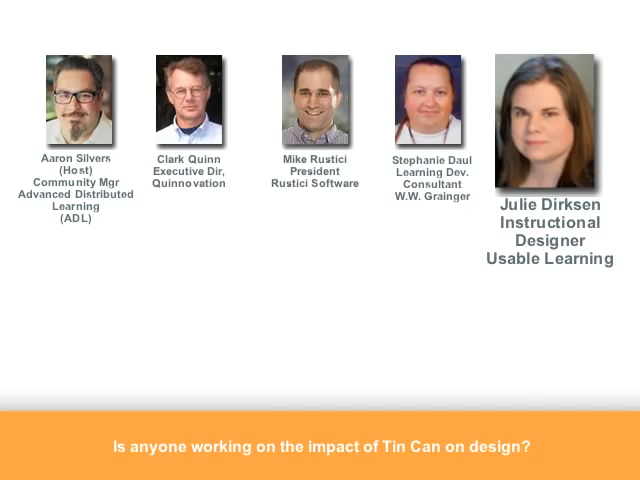 Aaron Silvers
(Host)
Community Mgr
Advanced Distributed
Learning
(ADL)
Clark Quinn
Executive Dir,
Quinnovation
Mike Rustici
President
Rustici Software
Stephanie Daul
Learning Dev.
Consultant
W.W. Grainger
Julie Dirksen
Instructional
Designer
Usable Learning
Is anyone working on the impact of Tin Can on design?